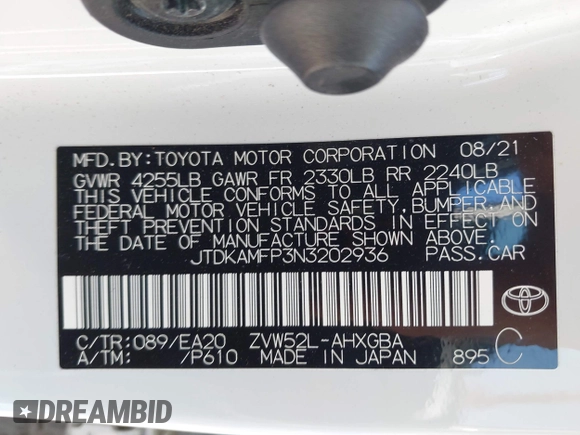 MFD. BY: TOYOTA MOTOR CORPORATION 08/21
GVWR 4255LB GAWR FR 2330LB RR 2240LB
THIS VEHICLE CONFORMS TO ALL APPLICABLE
FEDERAL MOTOR VEHICLE SAFETY, BUMPER, AND
THEFT PREVENTION STANDARDS IN EFFECT ON
THE DATE OF MANUFACTURE SHOWN ABOVE.
JTDKAMFP3N3202936 PASS. CAR
TOYOTA
C/TR: 089/EA20 ZVW52L-AHXGBA C
A/TM: /P610 MADE IN JAPAN 895
DREAMBID